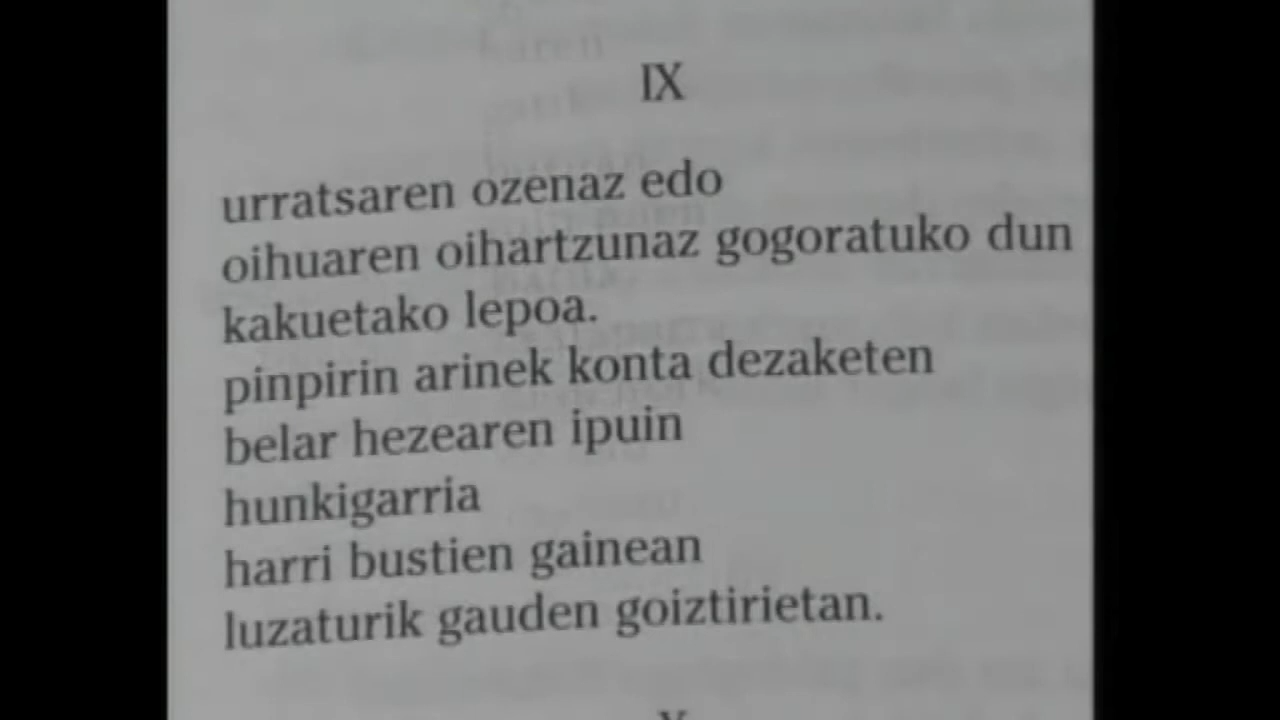 IX
urratsaren ozenaz edo
oihuaren oihartzunaz gogoratuko dun
kakuetako lepoa.
pinpirin arinek konta dezaketen
belar hezearen ipuin
hunkigarria
harri bustien gainean
luzaturik gauden goiztirietan.